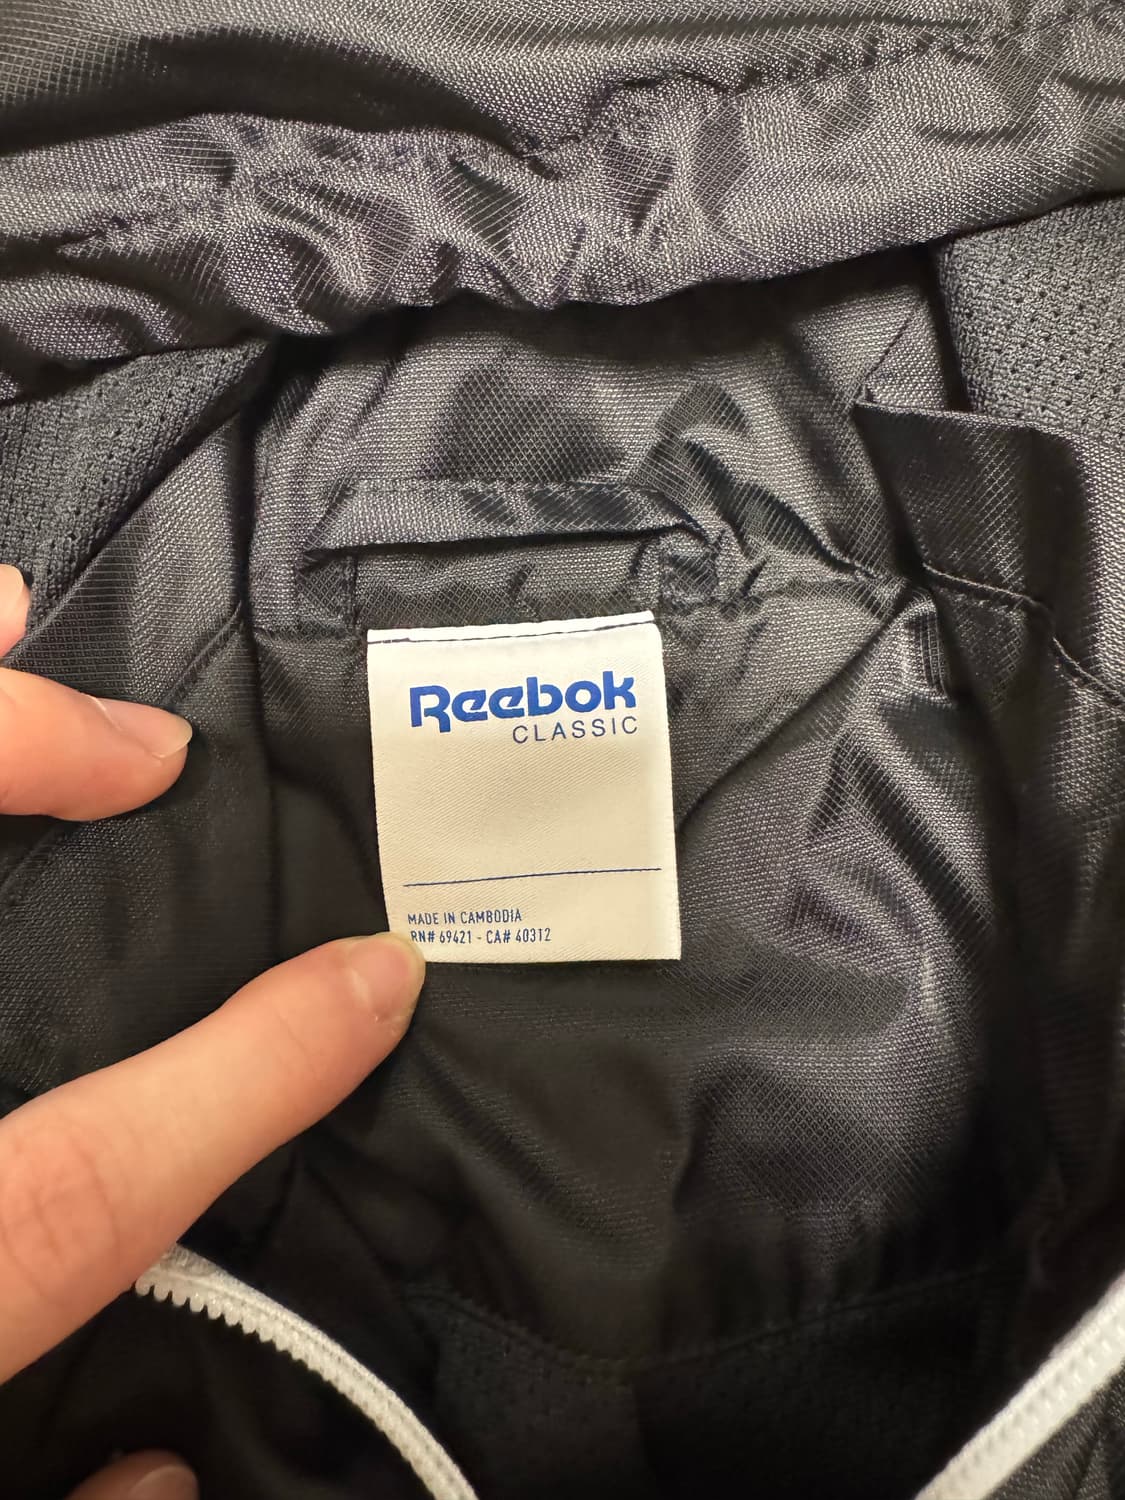 Reebok
CLASSIC
MADE IN CAMBODIA
RN# 69421 - CA# 40312